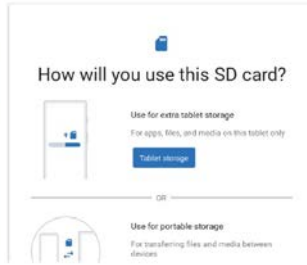 How will you use this SD card?
Use for extra tablet storage
For apps, files, and media on this tablet only
Tablet storage
OR
Use for portable storage
For transferring files and media between
devices